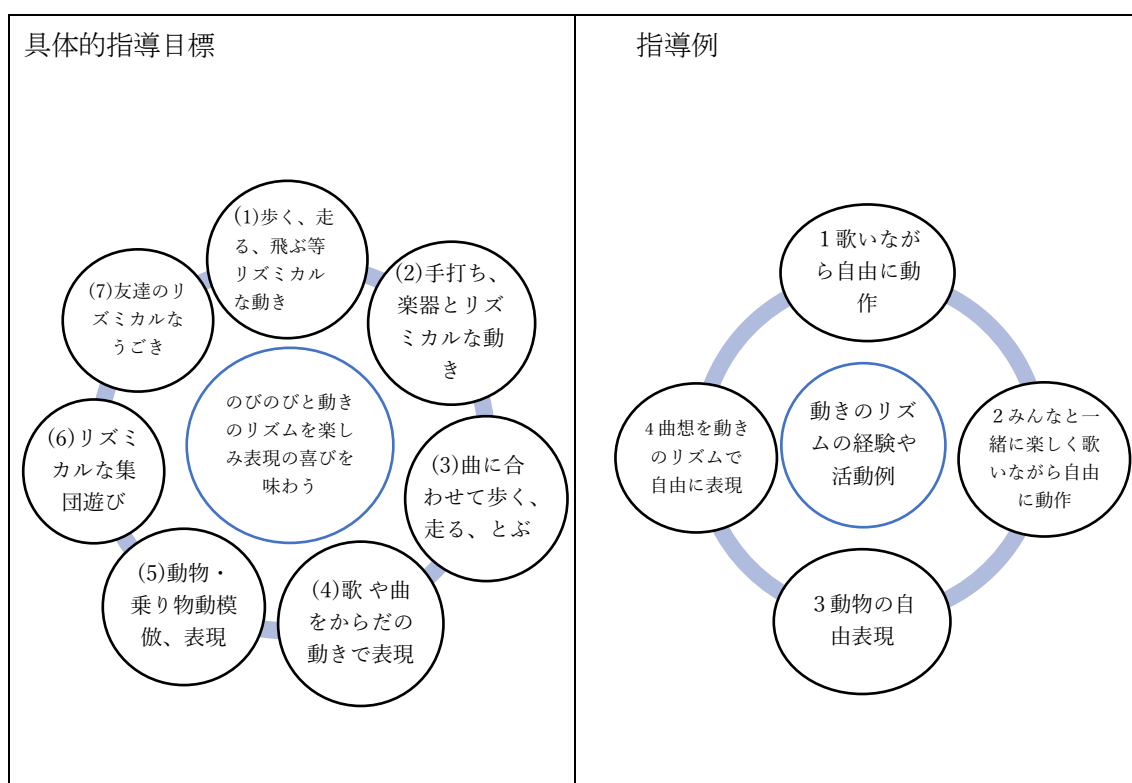 具体的指導目標
(1)歩く、走
る、飛ぶ等
リズミカル
な動き
(2)手打ち、
楽器とリズ
ミカルな動
き
(3)曲に合
わせて歩く、
走る、とぶ
(4)歌 や曲
をからだの
動きで表現
(5)動物・
乗り物動模
倣、表現
(6)リズミ
カルな集
団遊び
(7)友達のリ
ズミカルな
うごき
のびのびと動き
のリズムを楽し
み表現の喜びを
味わう
指導例
1 歌いなが
ら自由に動
作
2 みんなと一
緒に楽しく歌
いながら自由
に動作
3 動物の自
由表現
4 曲想を動き
のリズムで
自由に表現
動きのリズ
ムの経験や
活動例